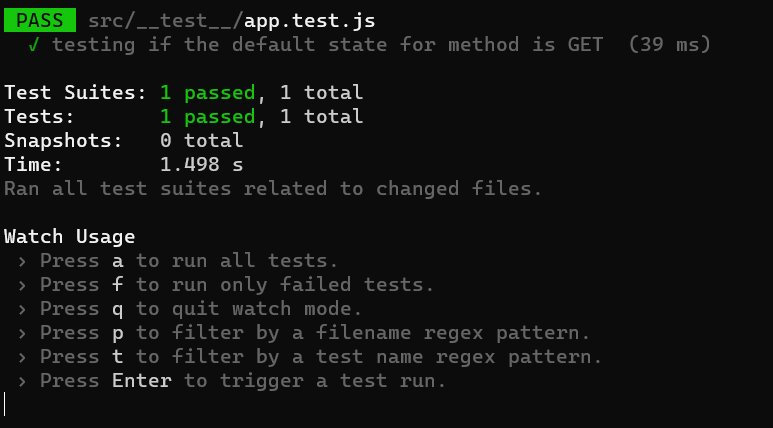 PASS src/__test__/app.test.js
✓ testing if the default state for method is GET (39 ms)
Test Suites: 1 passed, 1 total
Tests: 1 passed, 1 total
Snapshots: 0 total
Time: 1.498 s
Ran all test suites related to changed files.
Watch Usage
› Press a to run all tests.
› Press f to run only failed tests.
› Press q to quit watch mode.
› Press p to filter by a filename regex pattern.
› Press t to filter by a test name regex pattern.
› Press Enter to trigger a test run.